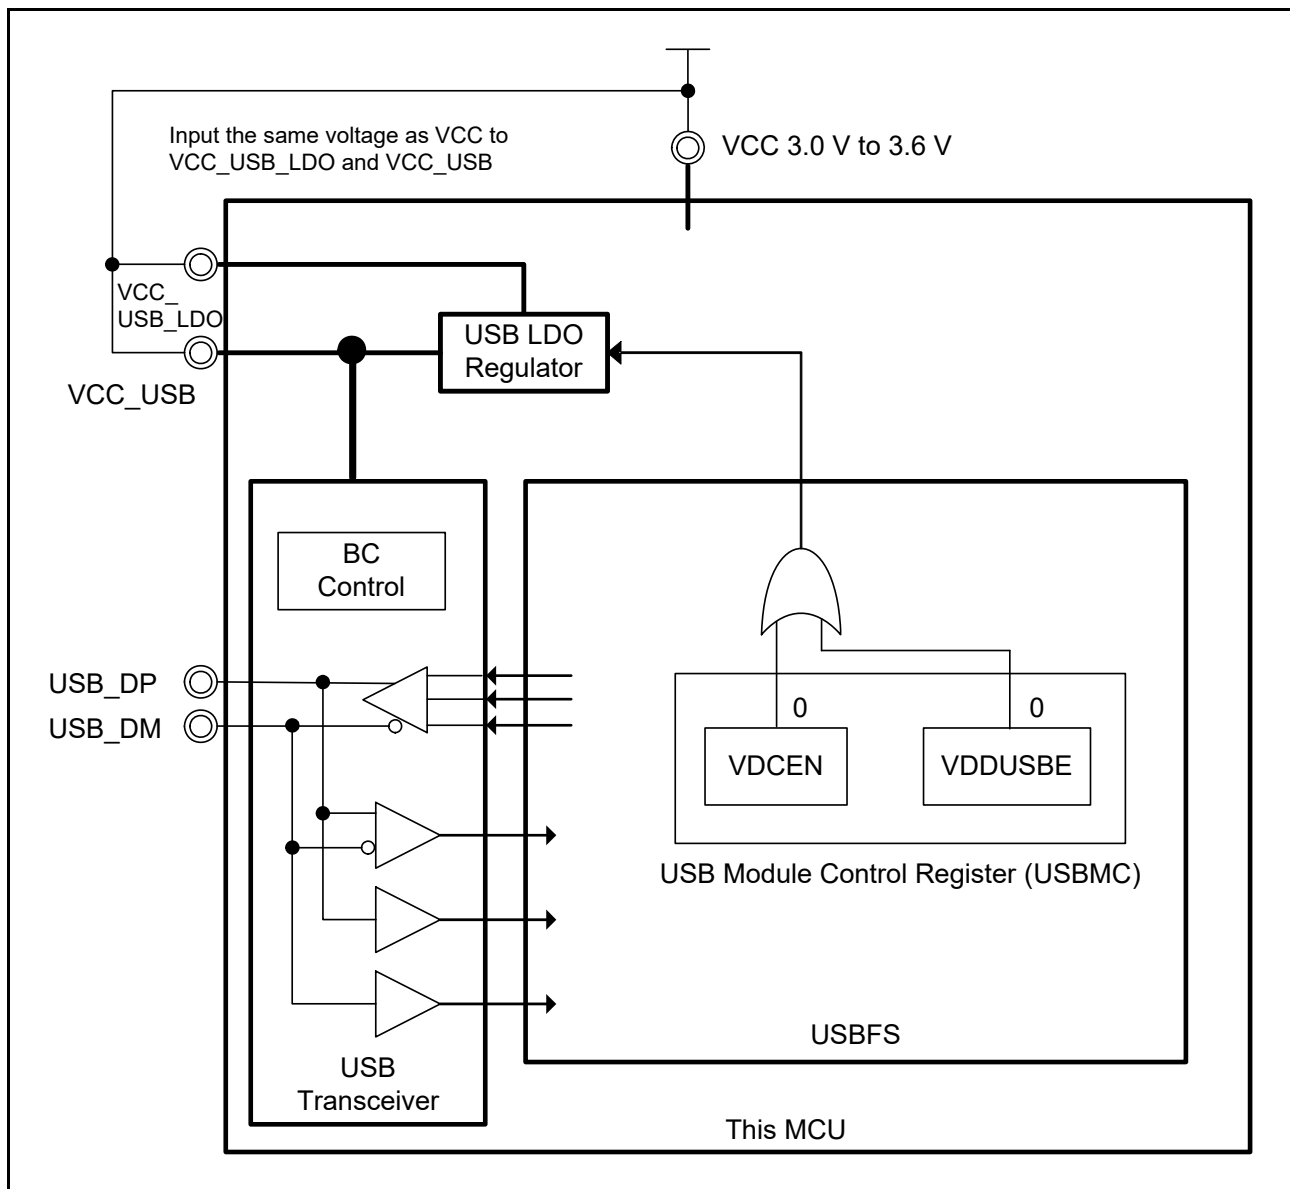 Input the same voltage as VCC to
VCC_USB_LDO and VCC_USB
VCC 3.0 V to 3.6 V
VCC_
USB_LDO
USB LDO
Regulator
VCC_USB
BC
Control
USB_DP
USB_DM
0
0
VDCEN
VDDUSBE
USB Module Control Register (USBMC)
USBFS
USB
Transceiver
This MCU